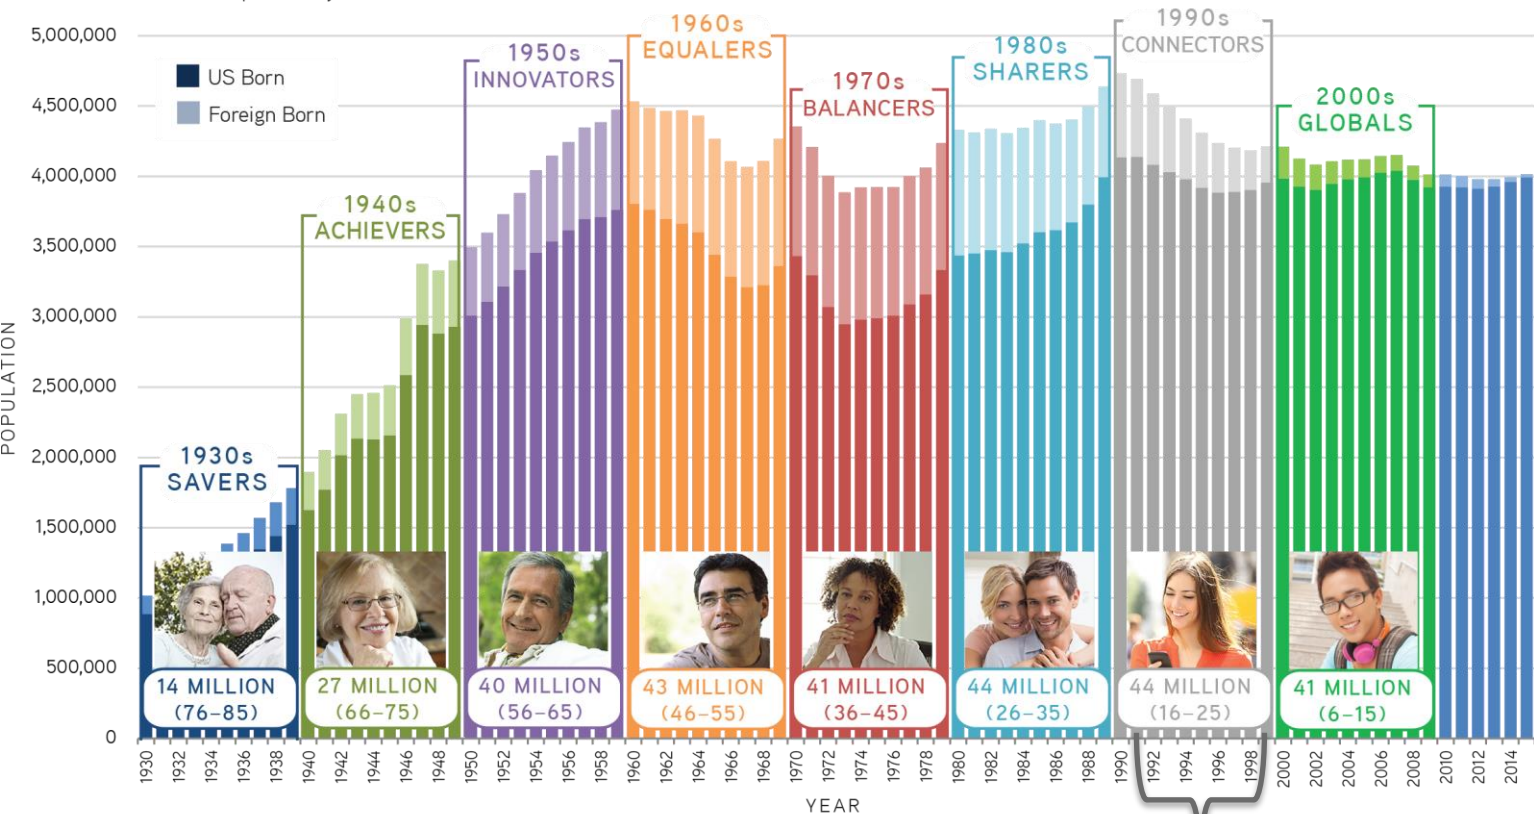 5,000,000
4,500,000
4,000,000
3,500,000
3,000,000
2,500,000
2,000,000
1,500,000
1,000,000
500,000
0
POPULATION
US Born
Foreign Born
1930s
SAVERS
1940s
ACHIEVERS
1950s
INNOVATORS
1960s
EQUALERS
1970s
BALANCERS
1980s
SHARERS
1990s
CONNECTORS
2000s
GLOBALS
14 MILLION
(76–85)
27 MILLION
(66–75)
40 MILLION
(56–65)
43 MILLION
(46–55)
41 MILLION
(36–45)
44 MILLION
(26–35)
44 MILLION
(16–25)
41 MILLION
(6–15)
1930 1932 1934 1936 1938 1940 1942 1944 1946 1948 1950 1952 1954 1956 1958 1960 1962 1964 1966 1968 1970 1972 1974 1976 1978 1980 1982 1984 1986 1988 1990 1992 1994 1996 1998 2000 2002 2004 2006 2008 2010 2012 2014
YEAR